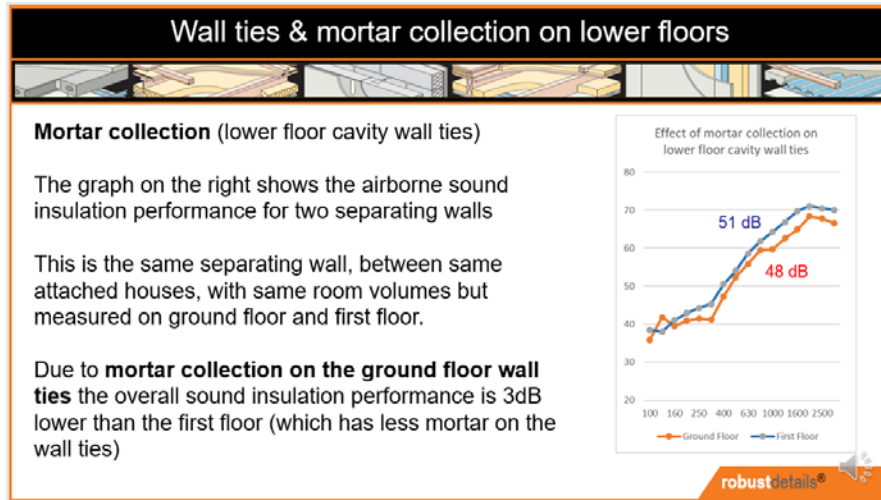 Wall ties & mortar collection on lower floors
Mortar collection (lower floor cavity wall ties)
The graph on the right shows the airborne sound
insulation performance for two separating walls
This is the same separating wall, between same
attached houses, with same room volumes but
measured on ground floor and first floor.
Due to mortar collection on the ground floor wall
ties the overall sound insulation performance is 3dB
lower than the first floor (which has less mortar on the
wall ties)
Effect of mortar collection on
lower floor cavity wall ties
80
70
60
50
40
30
20
51 dB
48 dB
100 160 250 400 630 1000 1600 2500
Ground Floor First Floor
robustdetails®